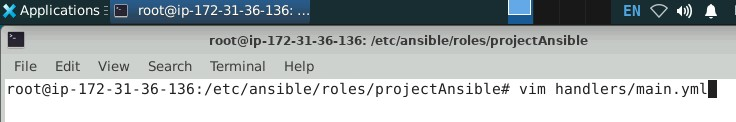 Applications root@ip-172-31-36-136: ... EN
root@ip-172-31-36-136: /etc/ansible/roles/projectAnsible
File Edit View Search Terminal Help
root@ip-172-31-36-136:/etc/ansible/roles/projectAnsible# vim handlers/main.yml